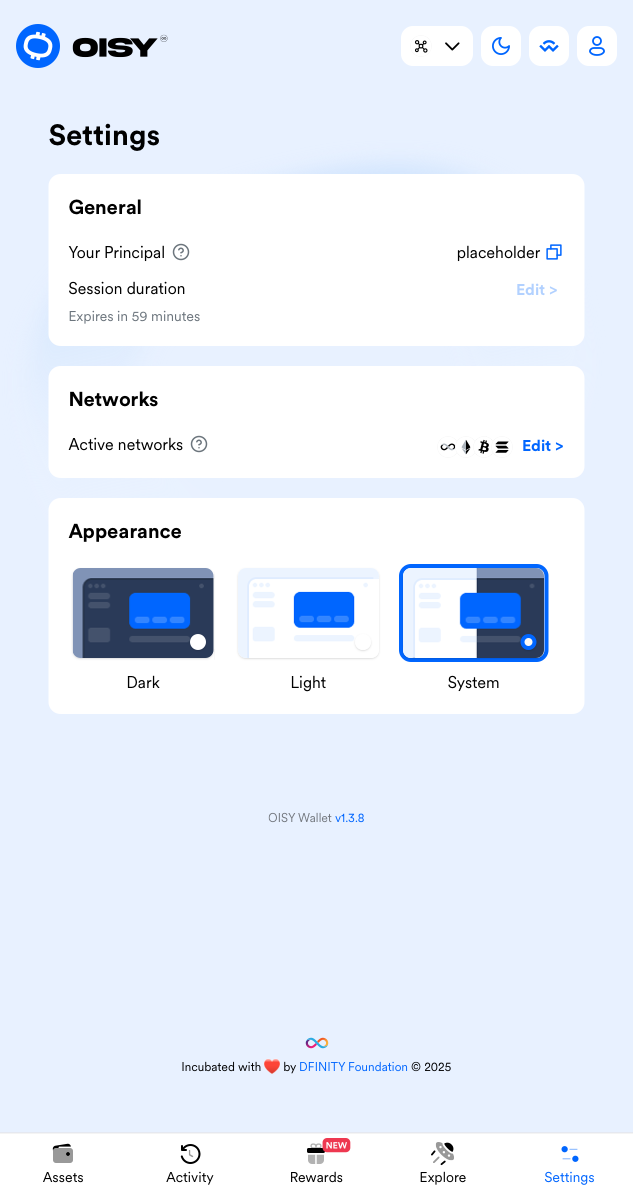 OISY
Settings
General
Your Principal
placeholder
Session duration
Edit >
Expires in 59 minutes
Networks
Active networks
Edit >
Appearance
Dark
Light
System
OISY Wallet v1.3.8
Incubated with ❤️ by DFINITY Foundation © 2025
NEW
Assets
Activity
Rewards
Explore
Settings